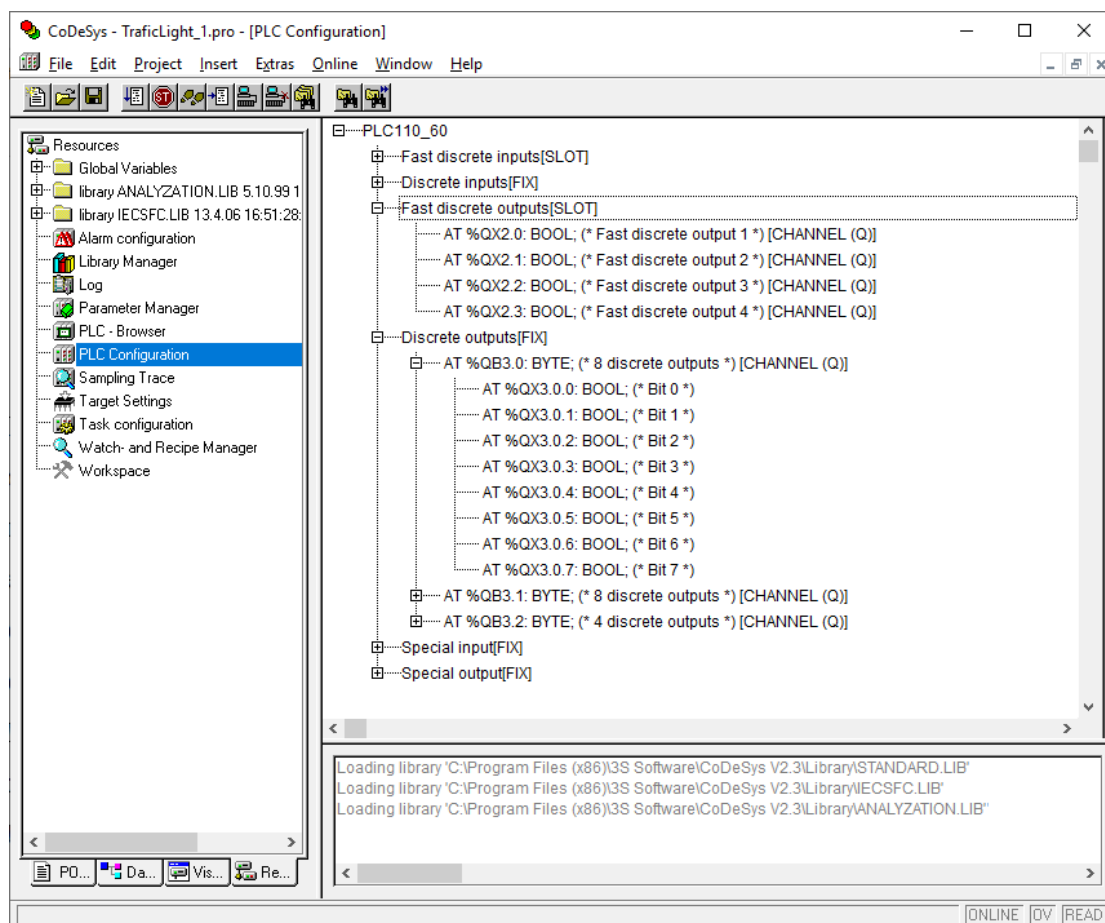 CoDeSys - TraficLight_1.pro - [PLC Configuration]
File Edit Project Insert Extras Online Window Help
Resources
Global Variables
library ANALYZATION.LIB 5.10.99 1
library IECSFC.LIB 13.4.06 16:51:28:
Alarm configuration
Library Manager
Log
Parameter Manager
PLC - Browser
PLC Configuration
Sampling Trace
Target Settings
Task configuration
Watch- and Recipe Manager
Workspace
PO...
Da...
Vis...
Re...
PLC110_60
Fast discrete inputs[SLOT]
Discrete inputs[FIX]
Fast discrete outputs[SLOT]
AT %QX2.0: BOOL; (* Fast discrete output 1 *) [CHANNEL (Q)]
AT %QX2.1: BOOL; (* Fast discrete output 2 *) [CHANNEL (Q)]
AT %QX2.2: BOOL; (* Fast discrete output 3 *) [CHANNEL (Q)]
AT %QX2.3: BOOL; (* Fast discrete output 4 *) [CHANNEL (Q)]
Discrete outputs[FIX]
AT %QB3.0: BYTE; (* 8 discrete outputs *) [CHANNEL (Q)]
AT %QX3.0.0: BOOL; (* Bit 0 *)
AT %QX3.0.1: BOOL; (* Bit 1 *)
AT %QX3.0.2: BOOL; (* Bit 2 *)
AT %QX3.0.3: BOOL; (* Bit 3 *)
AT %QX3.0.4: BOOL; (* Bit 4 *)
AT %QX3.0.5: BOOL; (* Bit 5 *)
AT %QX3.0.6: BOOL; (* Bit 6 *)
AT %QX3.0.7: BOOL; (* Bit 7 *)
AT %QB3.1: BYTE; (* 8 discrete outputs *) [CHANNEL (Q)]
AT %QB3.2: BYTE; (* 4 discrete outputs *) [CHANNEL (Q)]
Special input[FIX]
Special output[FIX]
Loading library 'C:\Program Files (x86)\3S Software\CoDeSys V2.3\Library\STANDARD.LIB'
Loading library 'C:\Program Files (x86)\3S Software\CoDeSys V2.3\Library\IECSFC.LIB'
Loading library 'C:\Program Files (x86)\3S Software\CoDeSys V2.3\Library\ANALYZATION.LIB"
ONLINE OV READ